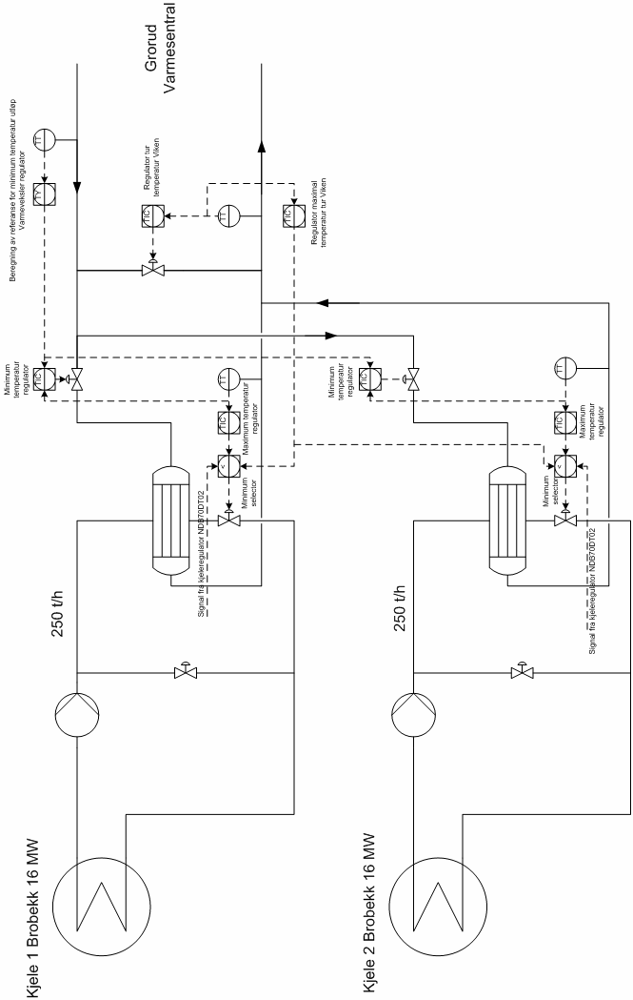 Grorud
Varmesentral
Beregning av referanse for minimum temperatur utløp
Varmeveksler regulator
TT
TY
Regulator tur
temperatur Viken
TIC
TT
TIC
Regulator maximal
temperatur tur Viken
Minimum
temperatur
regulator
TIC
TT
TIC
Maximum temperatur
regulator
<
Minimum
selector
Signal fra kjeleregulator NDB70DT02
250 t/h
Kjele 1 Brobekk 16 MW
Minimum
temperatur
regulator
TIC
TT
TIC
Maximum
temperatur
regulator
<
Minimum
selector
Signal fra kjeleregulator NDB70DT02
250 t/h
Kjele 2 Brobekk 16 MW